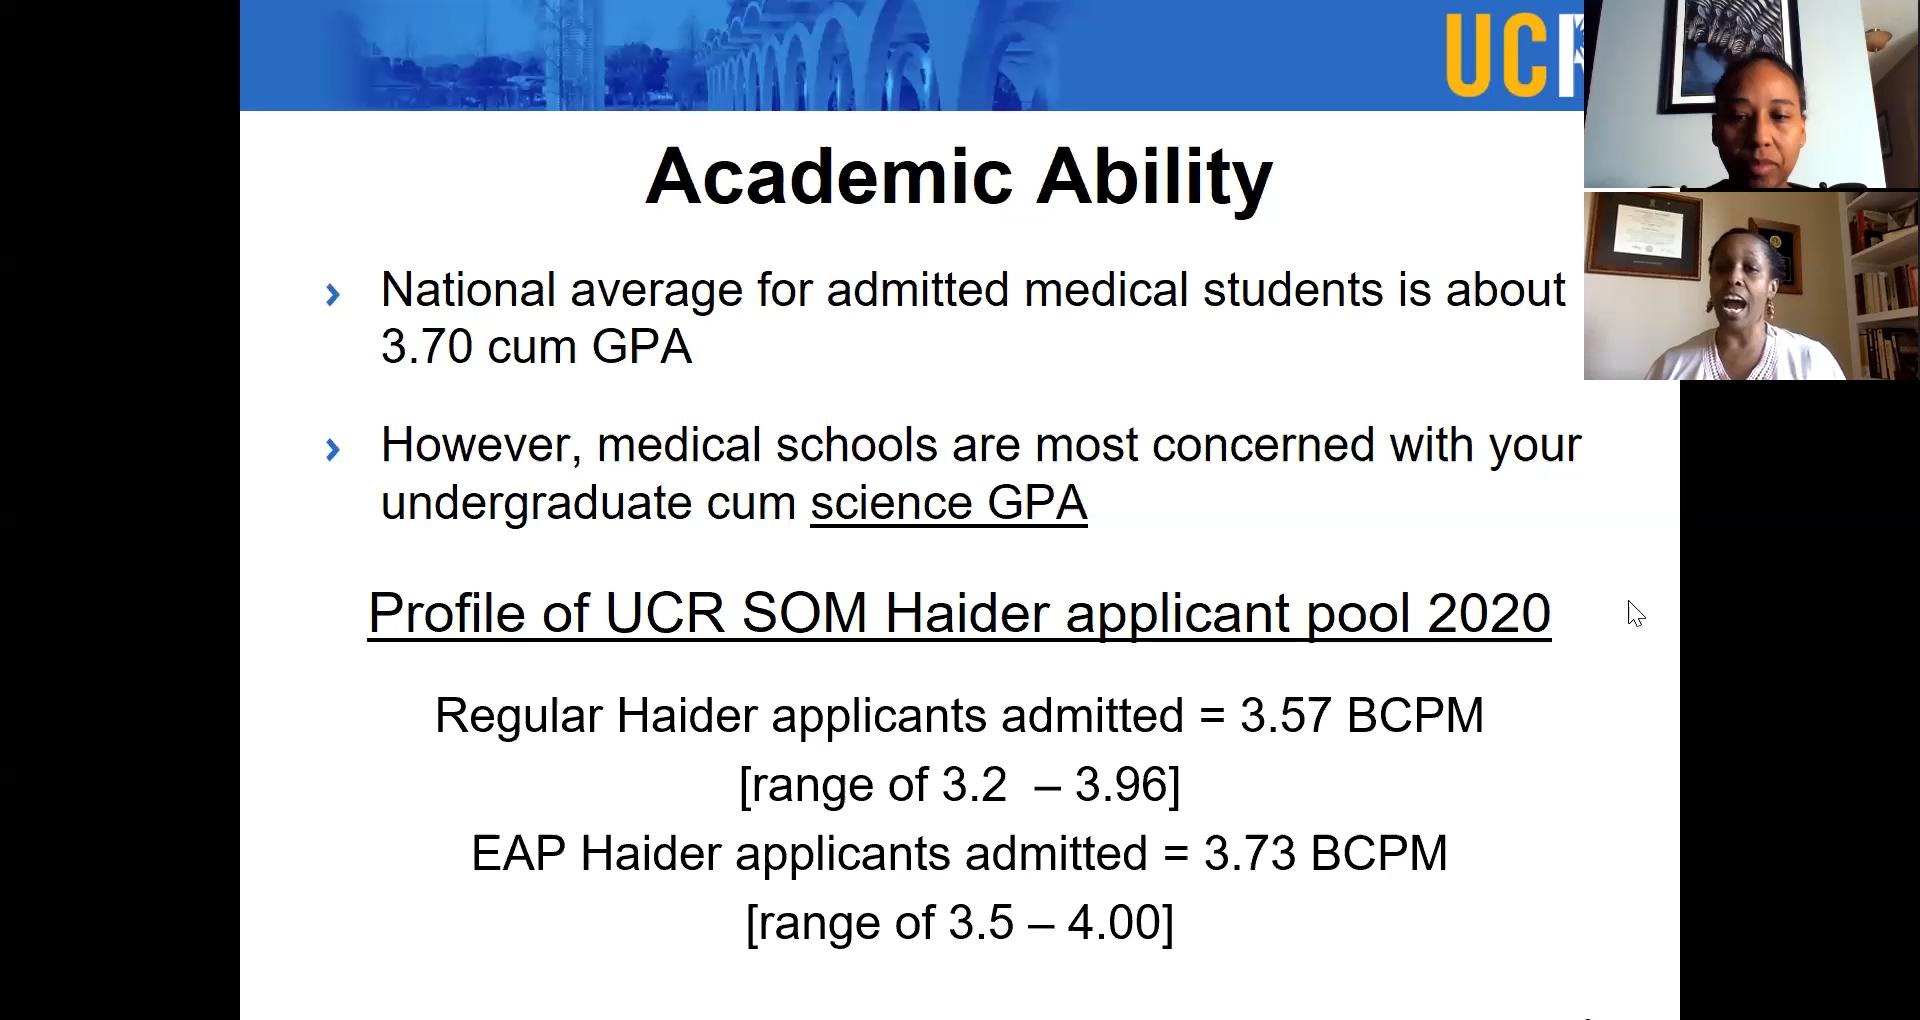 UCR
Academic Ability
National average for admitted medical students is about
3.70 cum GPA
However, medical schools are most concerned with your
undergraduate cum science GPA
Profile of UCR SOM Haider applicant pool 2020
Regular Haider applicants admitted = 3.57 BCPM
[range of 3.2 – 3.96]
EAP Haider applicants admitted = 3.73 BCPM
[range of 3.5 – 4.00]